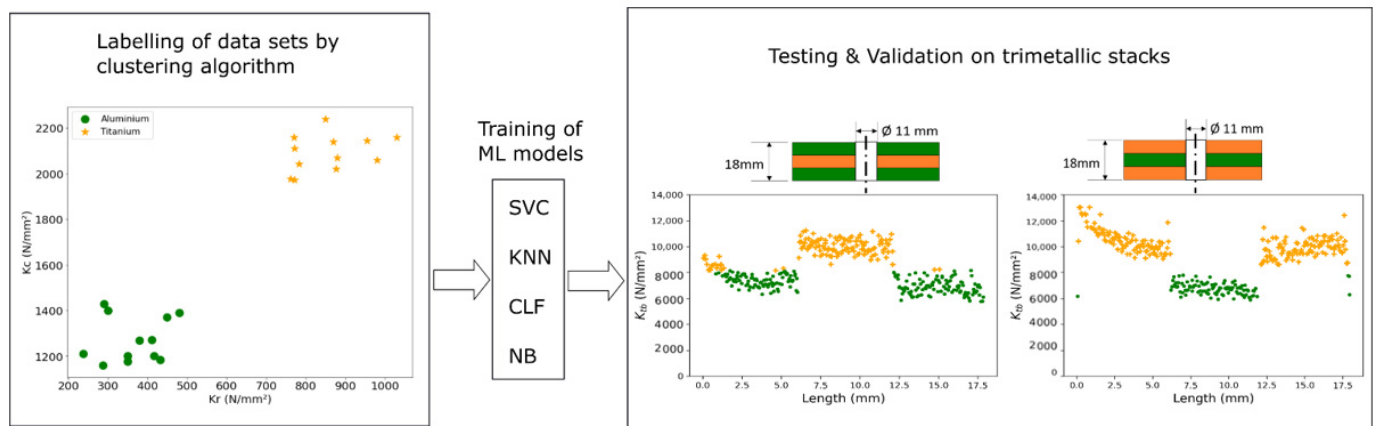 Labelling of data sets by
clustering algorithm
Aluminium
Titanium
2200
2000
1800
1600
1400
1200
Kc (N/mm²)
200 300 400 500 600 700 800 900 1000
Kr (N/mm²)
Training of
ML models
SVC
KNN
CLF
NB
Testing & Validation on trimetallic stacks
Ø 11 mm
18mm
14,000
12,000
10,000
8000
6000
4000
2000
0
Ktb (N/mm²)
0.0 2.5 5.0 7.5 10.0 12.5 15.0 17.5
Length (mm)
Ø 11 mm
18mm
14,000
12,000
10,000
8000
6000
4000
2000
0
Ktb (N/mm²)
0.0 2.5 5.0 7.5 10.0 12.5 15.0 17.5
Length (mm)